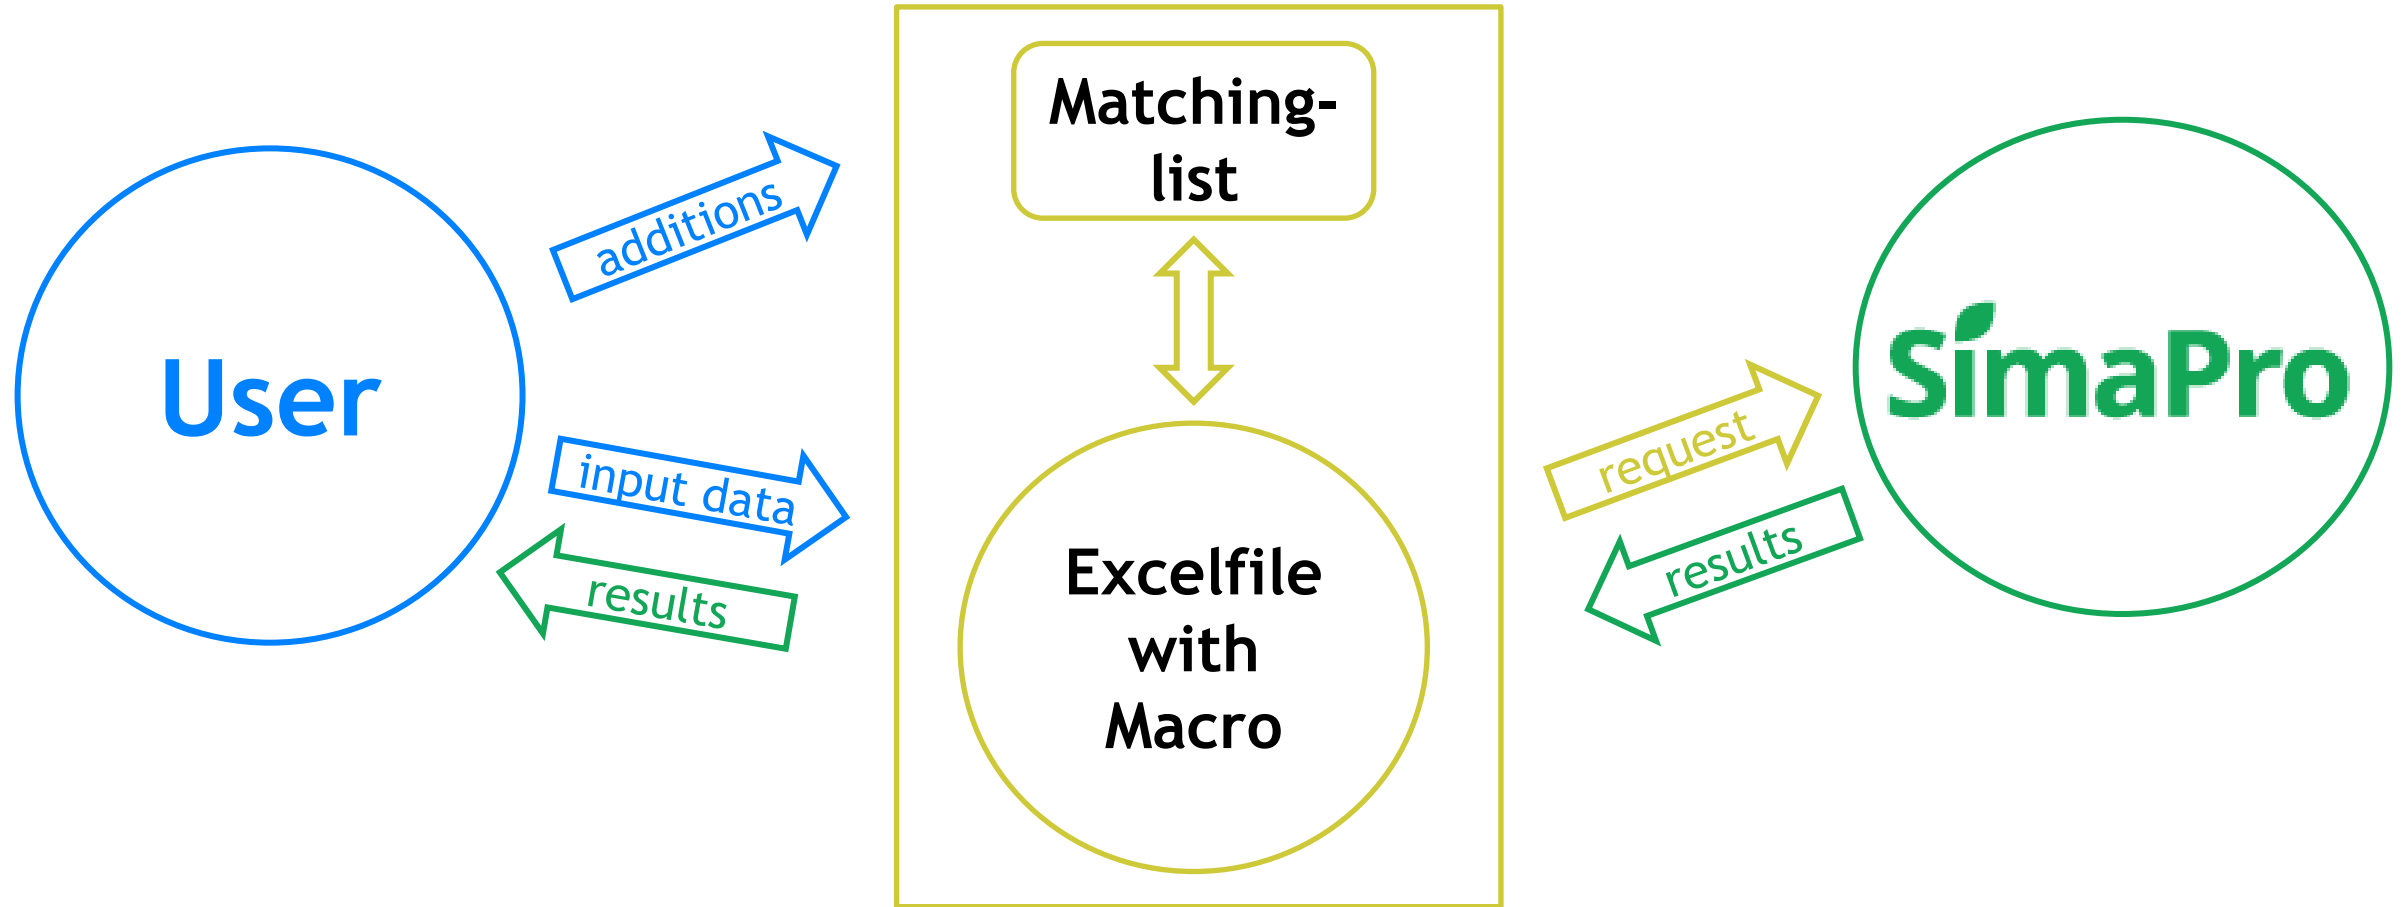 User
additions
input data
results
Matching-
list
Excelfile
with
Macro
request
results
SimaPro